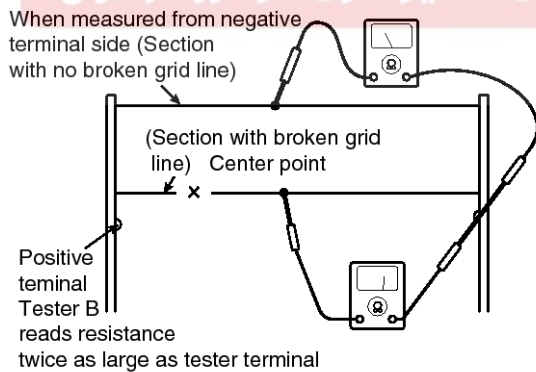 When measured from negative
terminal side (Section
with no broken grid line)
(Section with broken grid
line) Center point
Positive
teminal
Tester B
reads resistance
twice as large as tester terminal
Ω
Ω